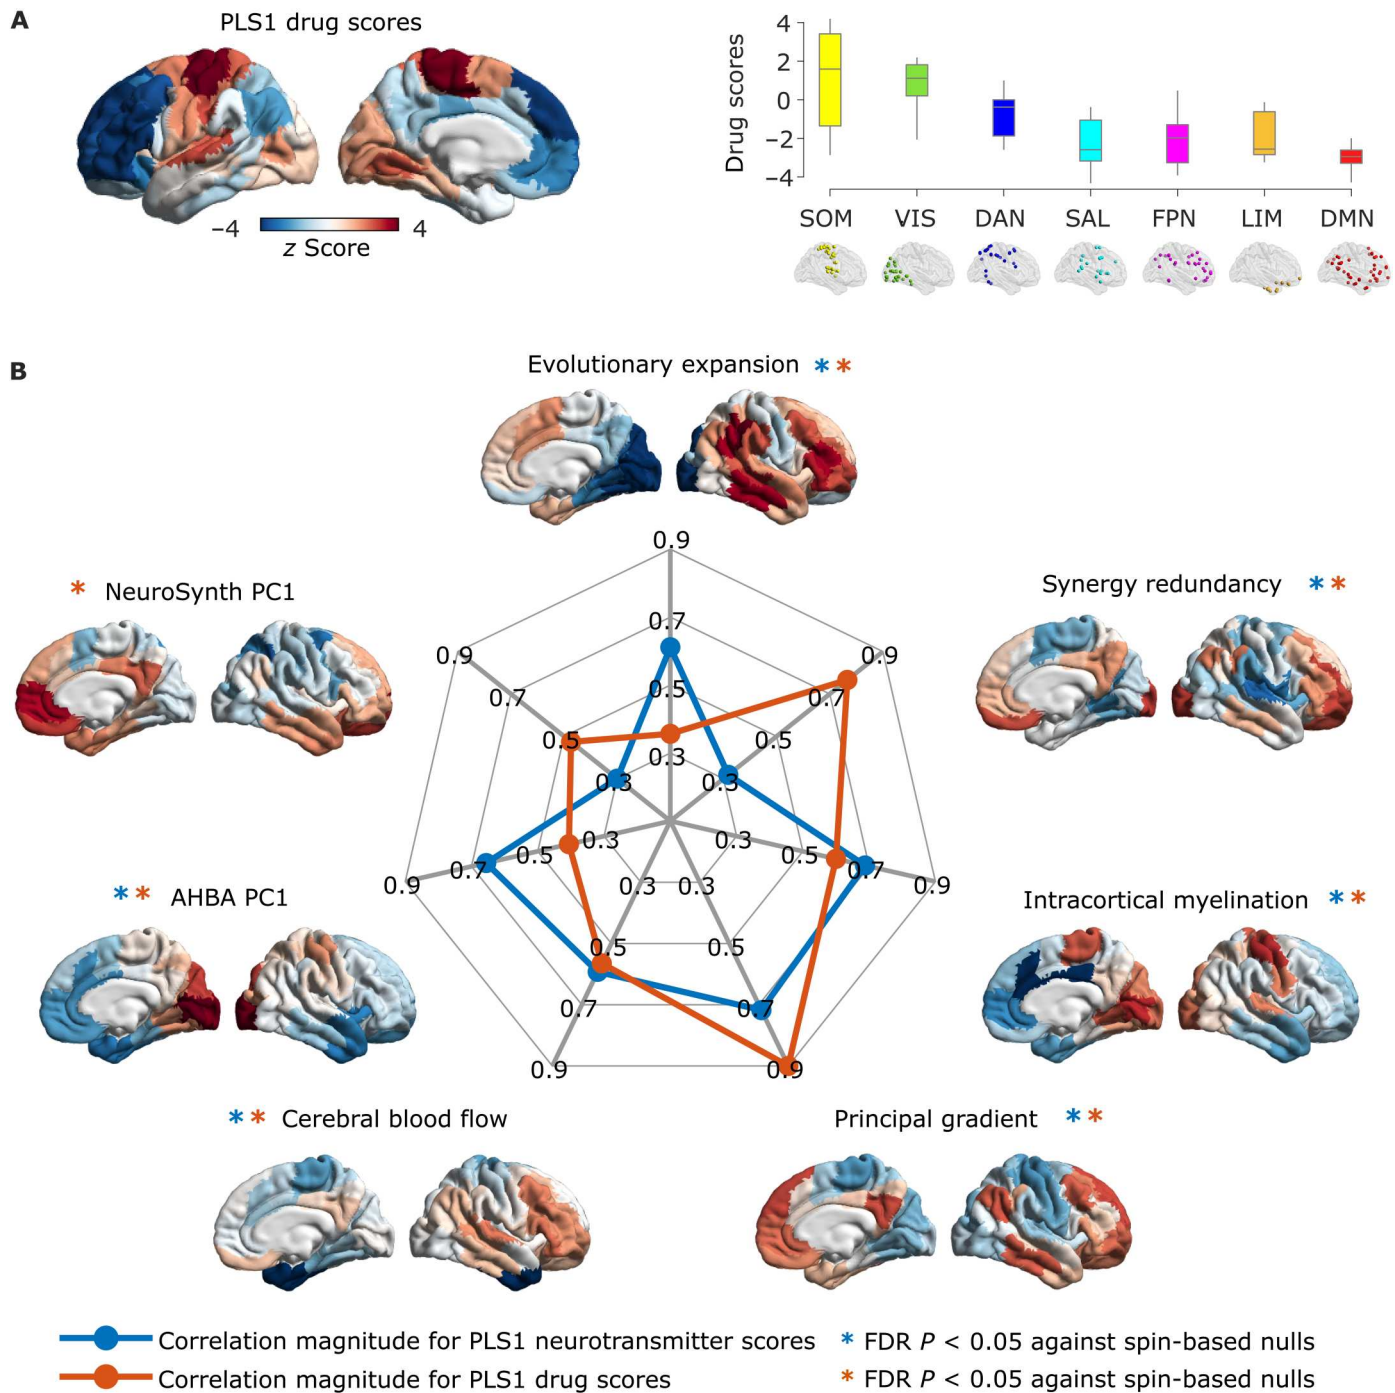 A
PLS1 drug scores
−4
4
z Score
Drug scores
4
2
0
−2
−4
SOM VIS DAN SAL FPN LIM DMN
B
Evolutionary expansion * *
* NeuroSynth PC1
Synergy redundancy * *
* * AHBA PC1
Intracortical myelination * *
* * Cerebral blood flow
Principal gradient * *
0.9
0.7
0.5
0.3
0.9
0.7
0.5
0.3
0.9
0.7
0.5
0.3
0.9
0.7
0.5
0.3
0.9
0.7
0.5
0.3
0.9
0.7
0.5
0.3
0.9
0.7
0.5
0.3
Correlation magnitude for PLS1 neurotransmitter scores
* FDR P < 0.05 against spin-based nulls
Correlation magnitude for PLS1 drug scores
* FDR P < 0.05 against spin-based nulls